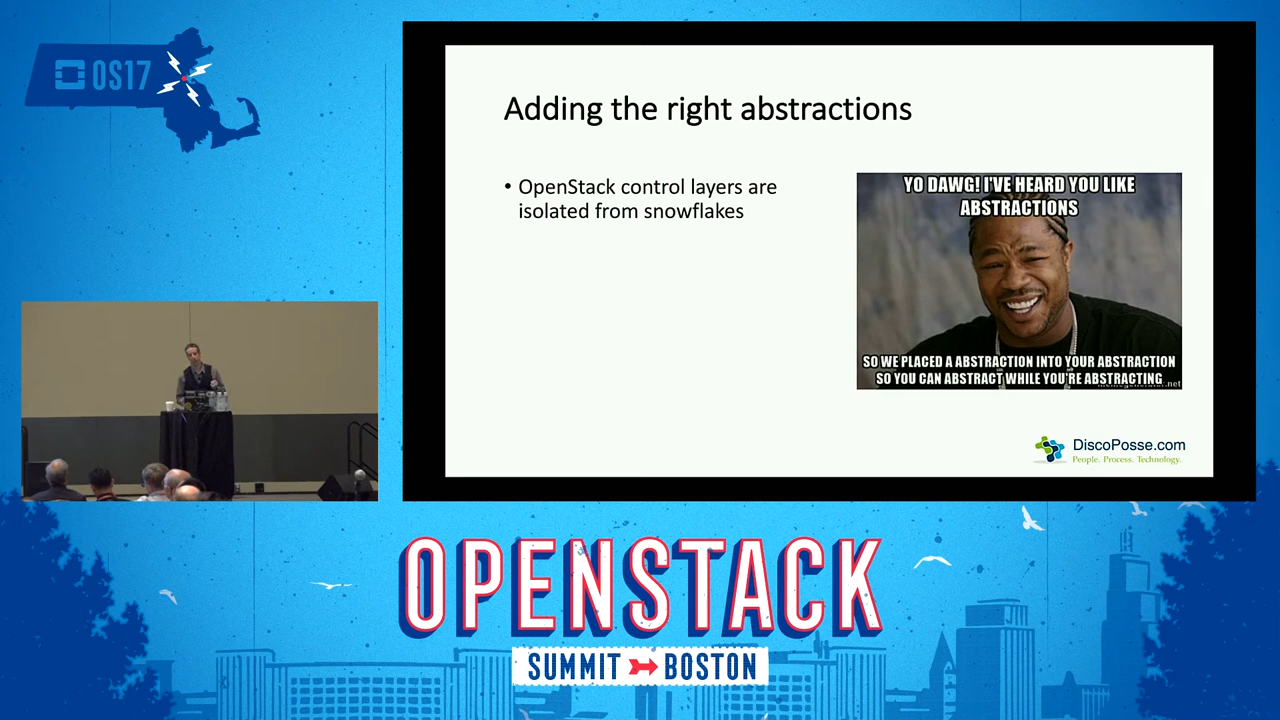 OS17
Adding the right abstractions
• OpenStack control layers are
isolated from snowflakes
YO DAWG! I'VE HEARD YOU LIKE
ABSTRACTIONS
SO WE PLACED A ABSTRACTION INTO YOUR ABSTRACTION
SO YOU CAN ABSTRACT WHILE YOU'RE ABSTRACTING
DiscoPosse.com
People. Process. Technology.
OPENSTACK
SUMMIT BOSTON